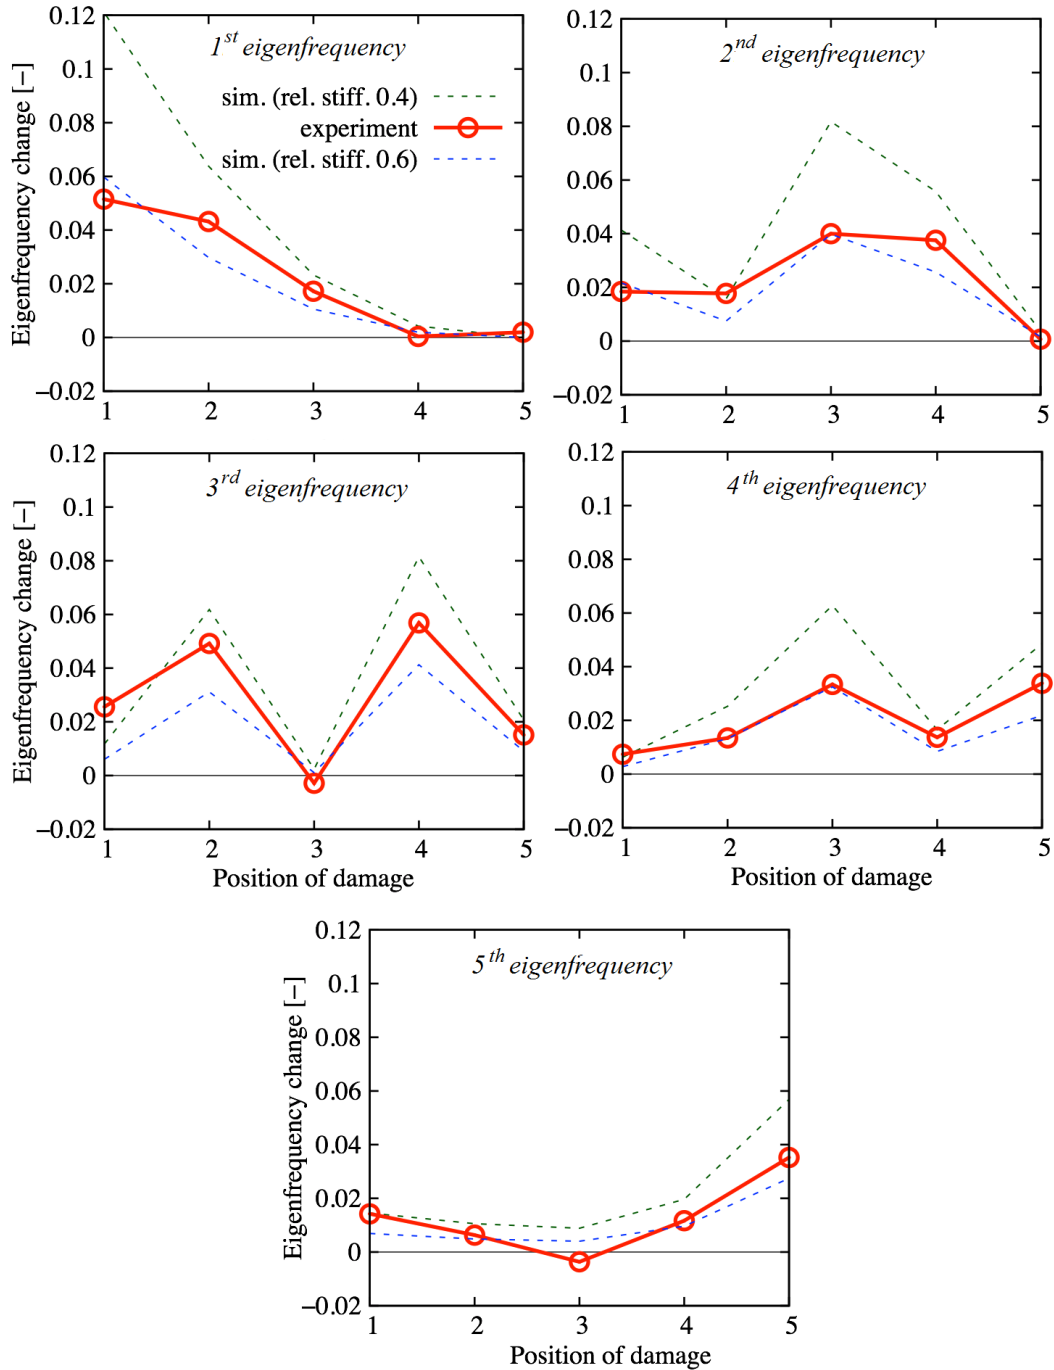 1st eigenfrequency
sim. (rel. stiff. 0.4)
experiment
sim. (rel. stiff. 0.6)
Eigenfrequency change [−]
0.12
0.1
0.08
0.06
0.04
0.02
0
−0.02
1 2 3 4 5
2nd eigenfrequency
0.12
0.1
0.08
0.06
0.04
0.02
0
−0.02
1 2 3 4 5
3rd eigenfrequency
Eigenfrequency change [−]
0.12
0.1
0.08
0.06
0.04
0.02
0
−0.02
1 2 3 4 5
Position of damage
4th eigenfrequency
0.12
0.1
0.08
0.06
0.04
0.02
0
−0.02
1 2 3 4 5
Position of damage
5th eigenfrequency
Eigenfrequency change [−]
0.12
0.1
0.08
0.06
0.04
0.02
0
−0.02
1 2 3 4 5
Position of damage